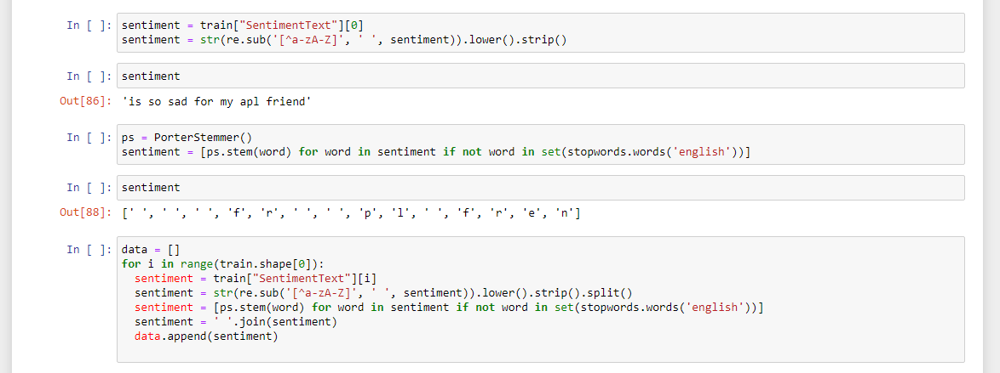 In [ ]: sentiment = train["SentimentText"][0]
sentiment = str(re.sub('[^a-zA-Z]', ' ', sentiment)).lower().strip()
In [ ]: sentiment
Out[86]: 'is so sad for my apl friend'
In [ ]: ps = PorterStemmer()
sentiment = [ps.stem(word) for word in sentiment if not word in set(stopwords.words('english'))]
In [ ]: sentiment
Out[88]: [' ', ' ', ' ', 'f', 'r', ' ', ' ', 'p', 'l', ' ', 'f', 'r', 'e', 'n']
In [ ]: data = []
for i in range(train.shape[0]):
  sentiment = train["SentimentText"][i]
  sentiment = str(re.sub('[^a-zA-Z]', ' ', sentiment)).lower().strip().split()
  sentiment = [ps.stem(word) for word in sentiment if not word in set(stopwords.words('english'))]
  sentiment = ' '.join(sentiment)
  data.append(sentiment)